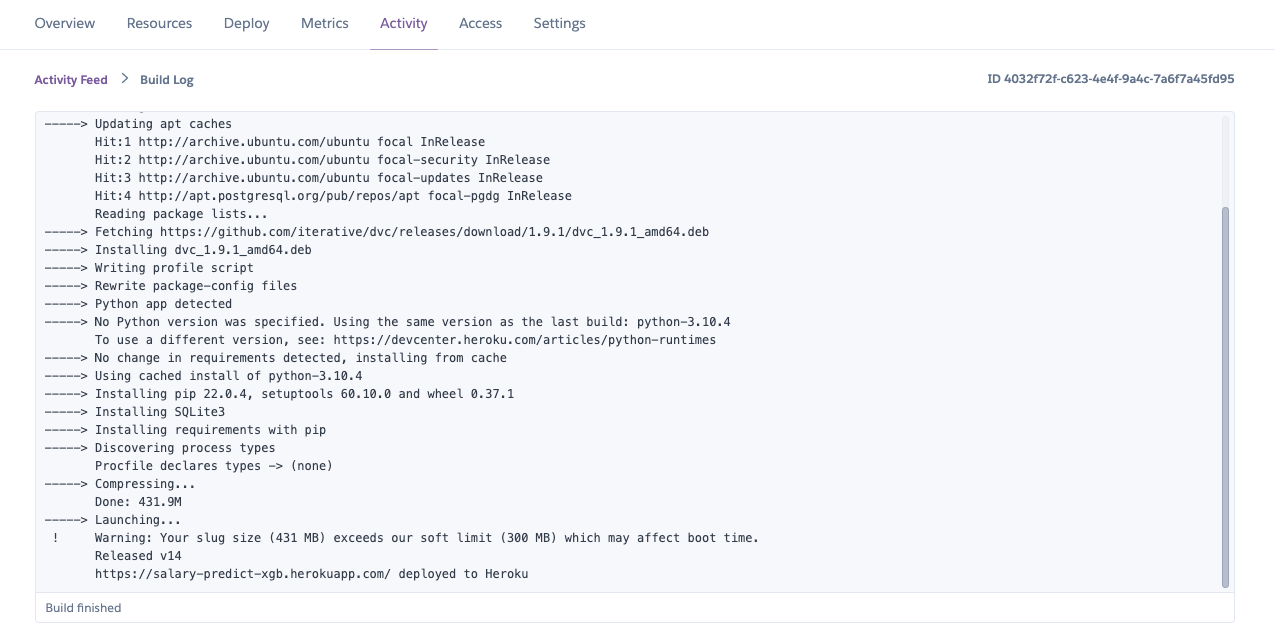 Overview Resources Deploy Metrics Activity Access Settings
Activity Feed > Build Log ID 4032f72f-c623-4e4f-9a4c-7a6f7a45fd95
-----> Updating apt caches
Hit:1 http://archive.ubuntu.com/ubuntu focal InRelease
Hit:2 http://archive.ubuntu.com/ubuntu focal-security InRelease
Hit:3 http://archive.ubuntu.com/ubuntu focal-updates InRelease
Hit:4 http://apt.postgresql.org/pub/repos/apt focal-pgdg InRelease
Reading package lists...
-----> Fetching https://github.com/iterative/dvc/releases/download/1.9.1/dvc_1.9.1_amd64.deb
-----> Installing dvc_1.9.1_amd64.deb
-----> Writing profile script
-----> Rewrite package-config files
-----> Python app detected
-----> No Python version was specified. Using the same version as the last build: python-3.10.4
To use a different version, see: https://devcenter.heroku.com/articles/python-runtimes
-----> No change in requirements detected, installing from cache
-----> Using cached install of python-3.10.4
-----> Installing pip 22.0.4, setuptools 60.10.0 and wheel 0.37.1
-----> Installing SQLite3
-----> Installing requirements with pip
-----> Discovering process types
Procfile declares types -> (none)
-----> Compressing...
Done: 431.9M
-----> Launching...
! Warning: Your slug size (431 MB) exceeds our soft limit (300 MB) which may affect boot time.
Released v14
https://salary-predict-xgb.herokuapp.com/ deployed to Heroku
Build finished